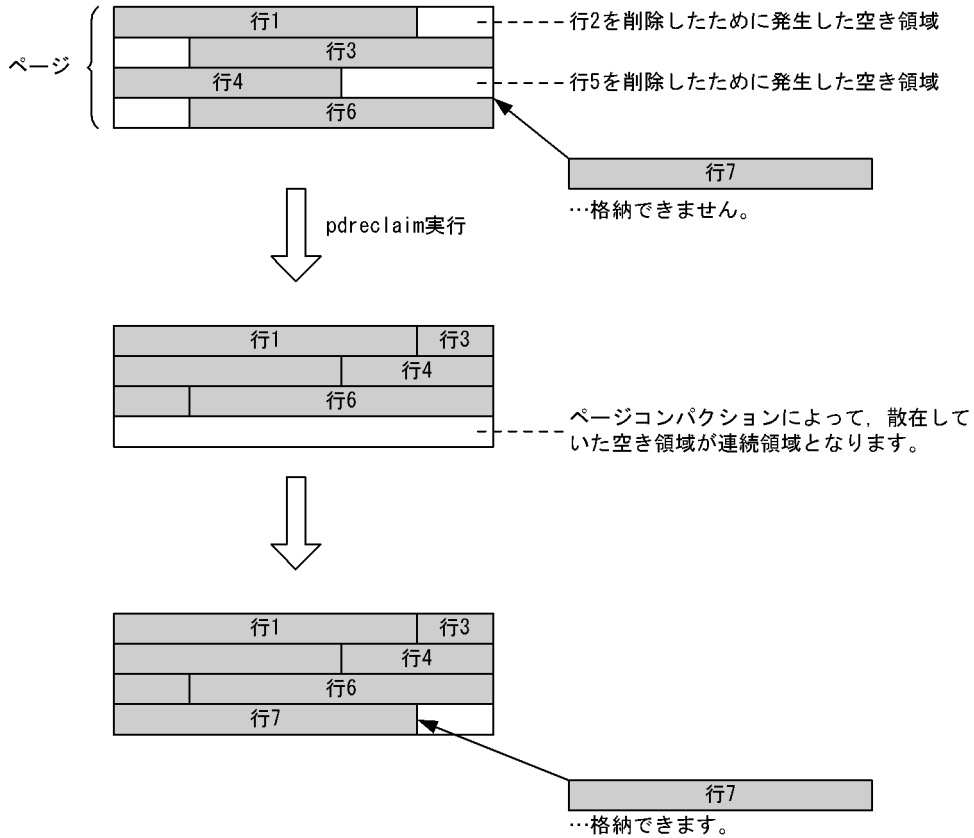 行1
行2を削除したために発生した空き領域
行3
ページ
行4
行5を削除したために発生した空き領域
行6
行7
…格納できません。
pdreclaim実行
行1
行3
行4
行6
ページコンパクションによって，散在して
いた空き領域が連続領域となります。
行1
行3
行4
行6
行7
行7
…格納できます。